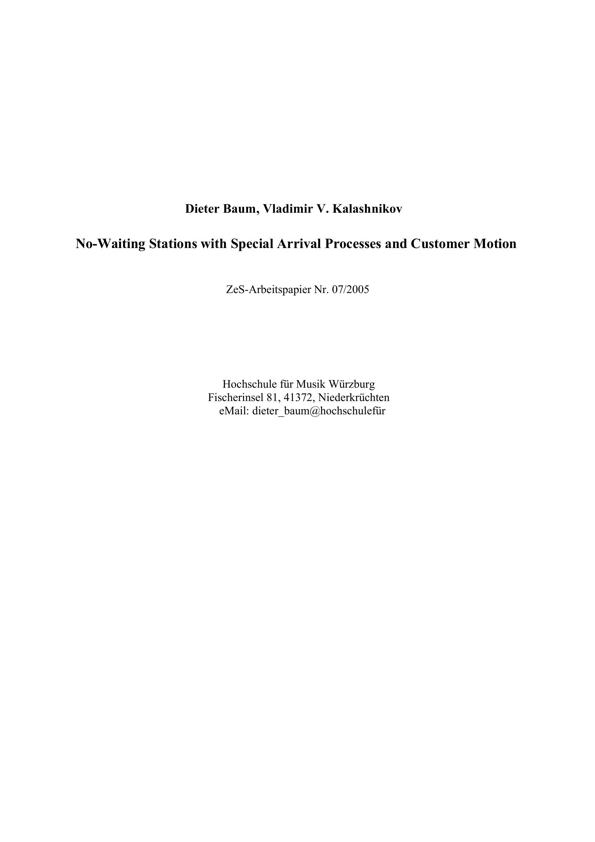 Dieter Baum, Vladimir V. Kalashnikov
No-Waiting Stations with Special Arrival Processes and Customer Motion
ZeS-Arbeitspapier Nr. 07/2005
Hochschule für Musik Würzburg
Fischerinsel 81, 41372, Niederkrüchten
eMail: dieter_baum@hochschulefür